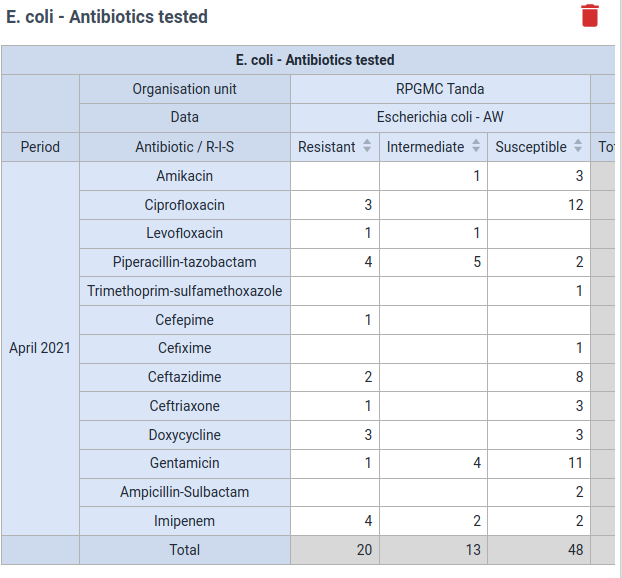 E. coli - Antibiotics tested
E. coli - Antibiotics tested
Organisation unit RPGMC Tanda
Data Escherichia coli - AW
Period Antibiotic / R-I-S Resistant Intermediate Susceptible
Amikacin 1 3
Ciprofloxacin 3 12
Levofloxacin 1 1
Piperacillin-tazobactam 4 5 2
Trimethoprim-sulfamethoxazole 1
Cefepime 1
April 2021 Cefixime 1
Ceftazidime 2 8
Ceftriaxone 1 3
Doxycycline 3 3
Gentamicin 1 4 11
Ampicillin-Sulbactam 2
Imipenem 4 2 2
Total 20 13 48